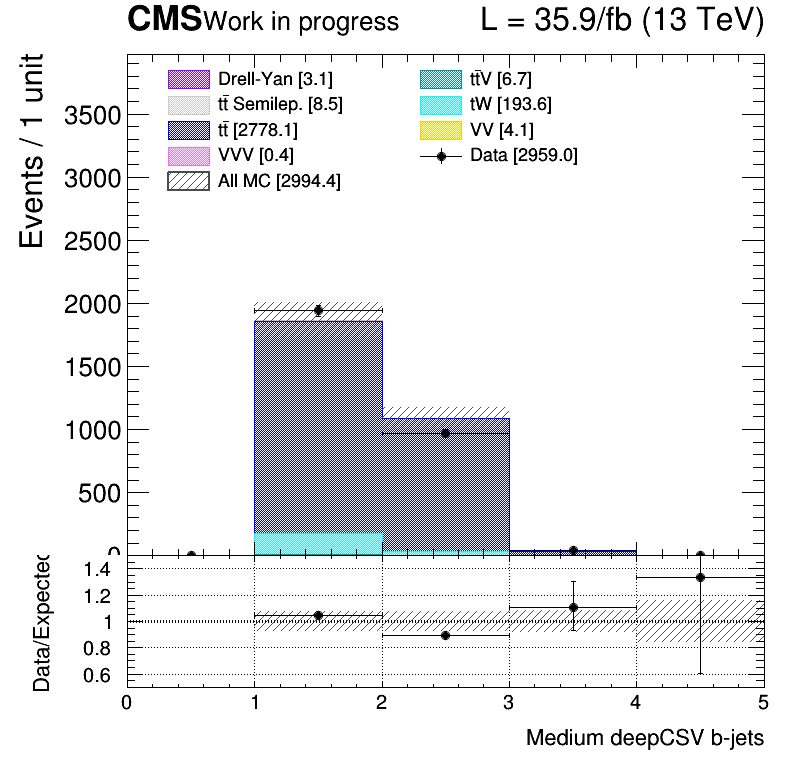 CMS Work in progress L = 35.9/fb (13 TeV)
Events / 1 unit
Drell-Yan [3.1]
tt̄V [6.7]
tt̄ Semilep. [8.5]
tW [193.6]
tt̄ [2778.1]
VV [4.1]
VVV [0.4]
Data [2959.0]
All MC [2994.4]
3500
3000
2500
2000
1500
1000
500
0
Data/Expected
1.4
1.2
1
0.8
0.6
0 1 2 3 4 5
Medium deepCSV b-jets